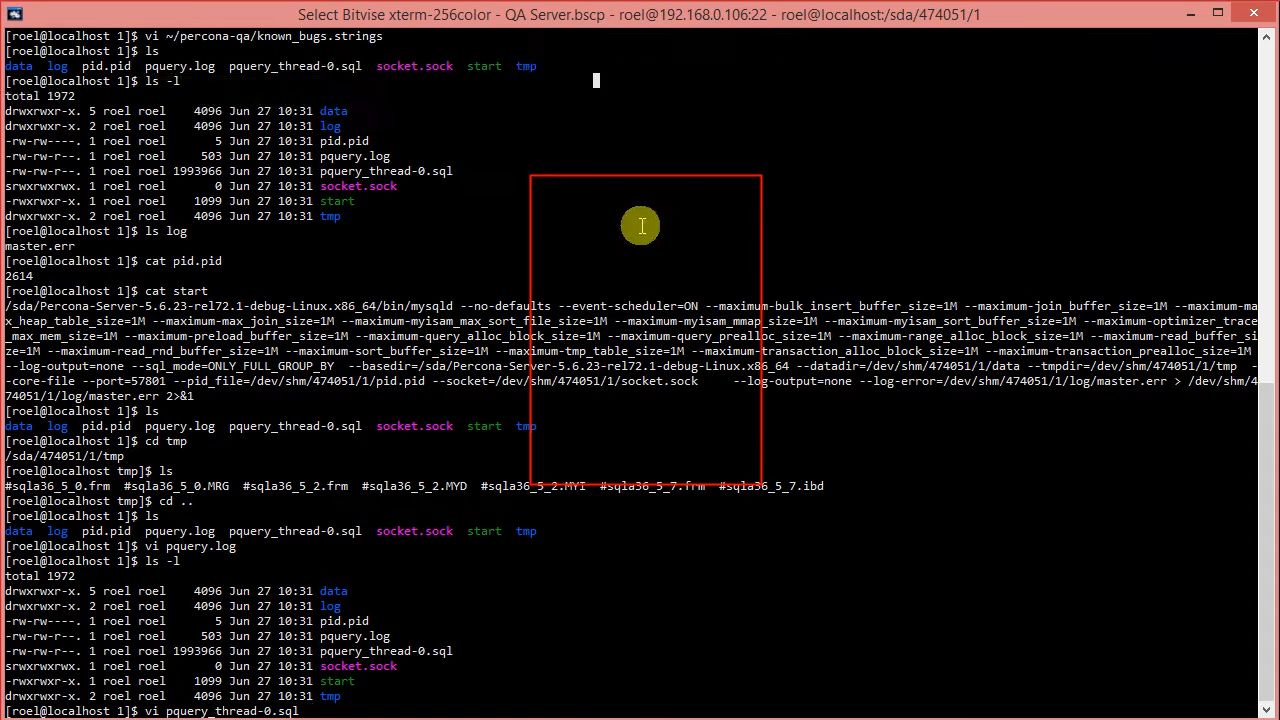 Select Bitvise xterm-256color - QA Server.bscp - roel@192.168.0.106:22 - roel@localhost:/sda/474051/1
[roel@localhost 1]$ vi ~/percona-qa/known_bugs.strings
[roel@localhost 1]$ ls
data  log  pid.pid  pquery.log  pquery_thread-0.sql  socket.sock  start  tmp
[roel@localhost 1]$ ls -l
total 1972
drwxrwxr-x. 5 roel roel    4096 Jun 27 10:31 data
drwxrwxr-x. 2 roel roel    4096 Jun 27 10:31 log
-rw-rw----. 1 roel roel       5 Jun 27 10:31 pid.pid
-rw-rw-r--. 1 roel roel     503 Jun 27 10:31 pquery.log
-rw-rw-r--. 1 roel roel 1993966 Jun 27 10:31 pquery_thread-0.sql
srwxrwxrwx. 1 roel roel       0 Jun 27 10:31 socket.sock
-rwxrwxr-x. 1 roel roel    1099 Jun 27 10:31 start
drwxrwxr-x. 2 roel roel    4096 Jun 27 10:31 tmp
[roel@localhost 1]$ ls log
master.err
[roel@localhost 1]$ cat pid.pid
2614
[roel@localhost 1]$ cat start
/sda/Percona-Server-5.6.23-rel72.1-debug-Linux.x86_64/bin/mysqld --no-defaults --event-scheduler=ON --maximum-bulk_insert_buffer_size=1M --maximum-join_buffer_size=1M --maximum-ma
x_heap_table_size=1M --maximum-max_join_size=1M --maximum-myisam_max_sort_file_size=1M --maximum-myisam_mmap_size=1M --maximum-myisam_sort_buffer_size=1M --maximum-optimizer_trace
_max_mem_size=1M --maximum-preload_buffer_size=1M --maximum-query_alloc_block_size=1M --maximum-query_prealloc_size=1M --maximum-range_alloc_block_size=1M --maximum-read_buffer_si
ze=1M --maximum-read_rnd_buffer_size=1M --maximum-sort_buffer_size=1M --maximum-tmp_table_size=1M --maximum-transaction_alloc_block_size=1M --maximum-transaction_prealloc_size=1M
--log-output=none --sql_mode=ONLY_FULL_GROUP_BY  --basedir=/sda/Percona-Server-5.6.23-rel72.1-debug-Linux.x86_64 --datadir=/dev/shm/474051/1/data --tmpdir=/dev/shm/474051/1/tmp  -
-core-file --port=57801 --pid_file=/dev/shm/474051/1/pid.pid --socket=/dev/shm/474051/1/socket.sock     --log-output=none --log-error=/dev/shm/474051/1/log/master.err > /dev/shm/4
74051/1/log/master.err 2>&1
[roel@localhost 1]$ ls
data  log  pid.pid  pquery.log  pquery_thread-0.sql  socket.sock  start  tmp
[roel@localhost 1]$ cd tmp
/sda/474051/1/tmp
[roel@localhost tmp]$ ls
#sqla36_5_0.frm  #sqla36_5_0.MRG  #sqla36_5_2.frm  #sqla36_5_2.MYD  #sqla36_5_2.MYI  #sqla36_5_7.frm  #sqla36_5_7.ibd
[roel@localhost tmp]$ cd ..
[roel@localhost 1]$ ls
data  log  pid.pid  pquery.log  pquery_thread-0.sql  socket.sock  start  tmp
[roel@localhost 1]$ vi pquery.log
[roel@localhost 1]$ ls -l
total 1972
drwxrwxr-x. 5 roel roel    4096 Jun 27 10:31 data
drwxrwxr-x. 2 roel roel    4096 Jun 27 10:31 log
-rw-rw----. 1 roel roel       5 Jun 27 10:31 pid.pid
-rw-rw-r--. 1 roel roel     503 Jun 27 10:31 pquery.log
-rw-rw-r--. 1 roel roel 1993966 Jun 27 10:31 pquery_thread-0.sql
srwxrwxrwx. 1 roel roel       0 Jun 27 10:31 socket.sock
-rwxrwxr-x. 1 roel roel    1099 Jun 27 10:31 start
drwxrwxr-x. 2 roel roel    4096 Jun 27 10:31 tmp
[roel@localhost 1]$ vi pquery_thread-0.sql